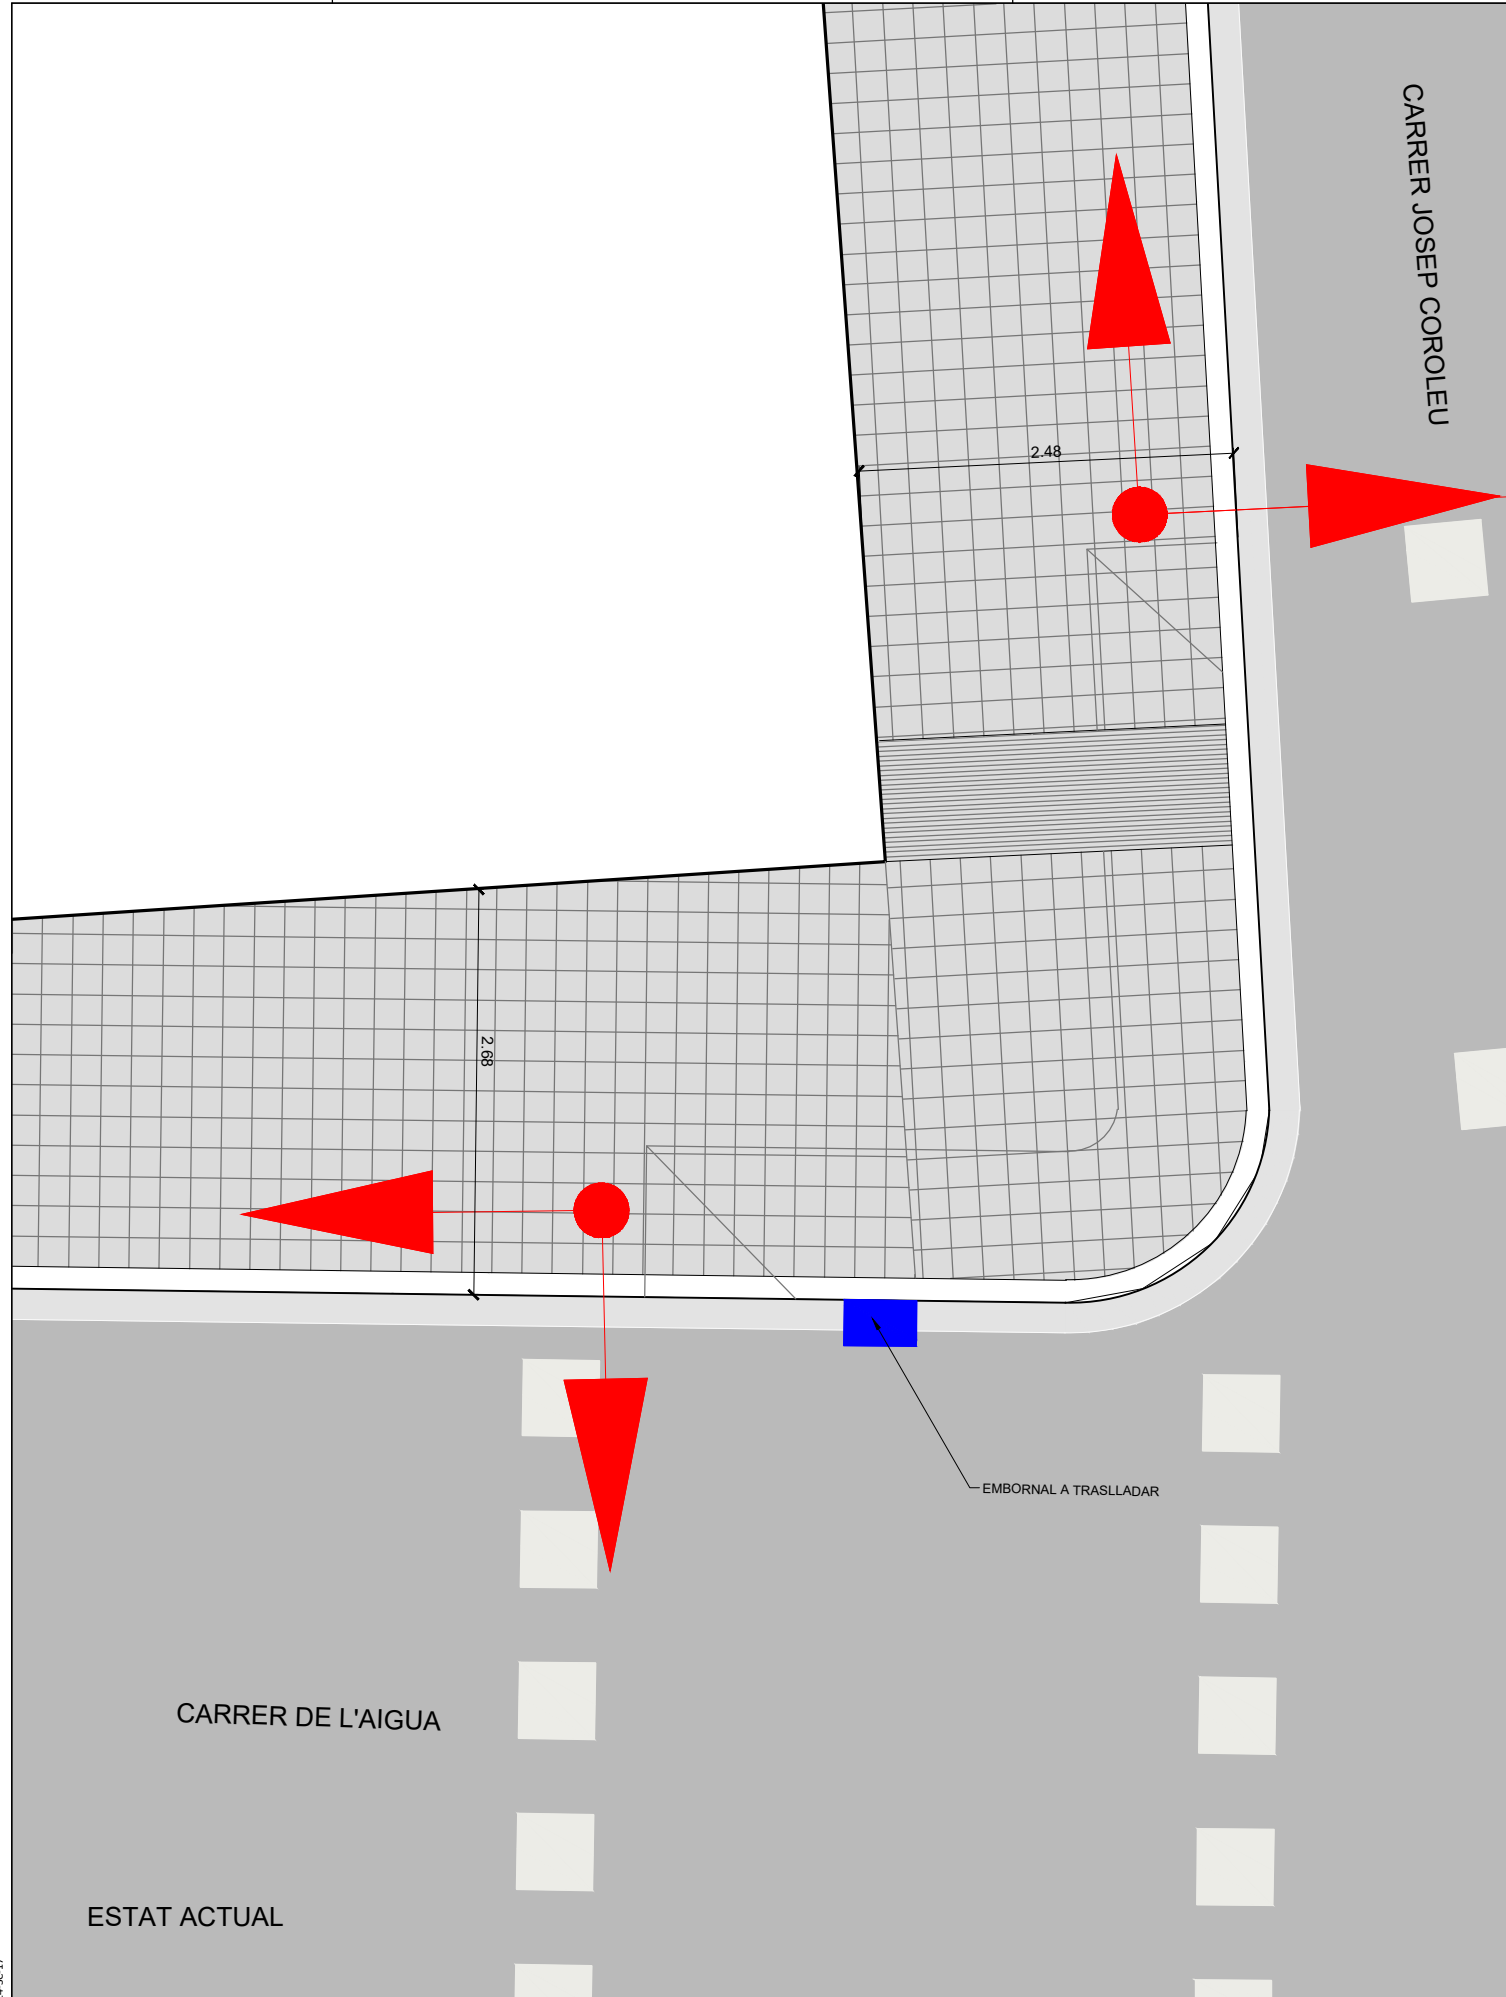 CARRER JOSEP COROLEU
2.48
2.68
EMBORNAL A TRASLLADAR
CARRER DE L'AIGUA
ESTAT ACTUAL